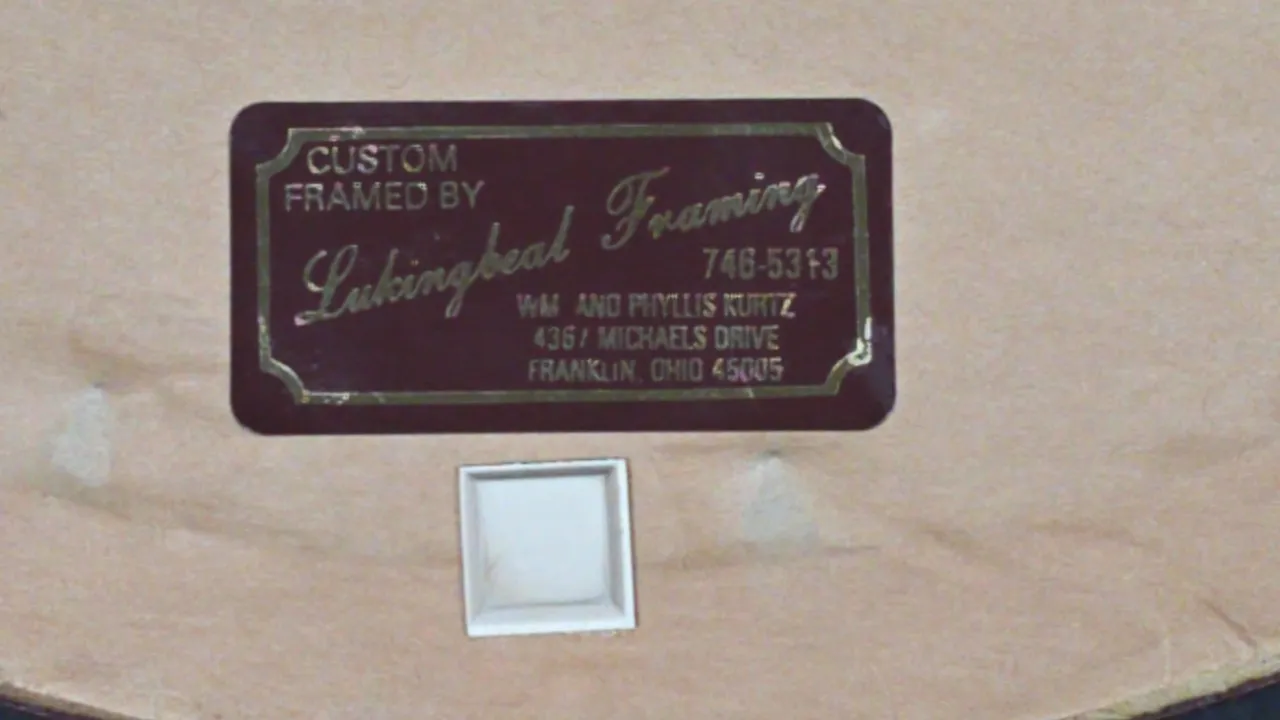 CUSTOM
FRAMED BY
Lukingbeal Framing
746-5313
WM AND PHYLLIS KURTZ
4367 MICHAELS DRIVE
FRANKLIN, OHIO 45005